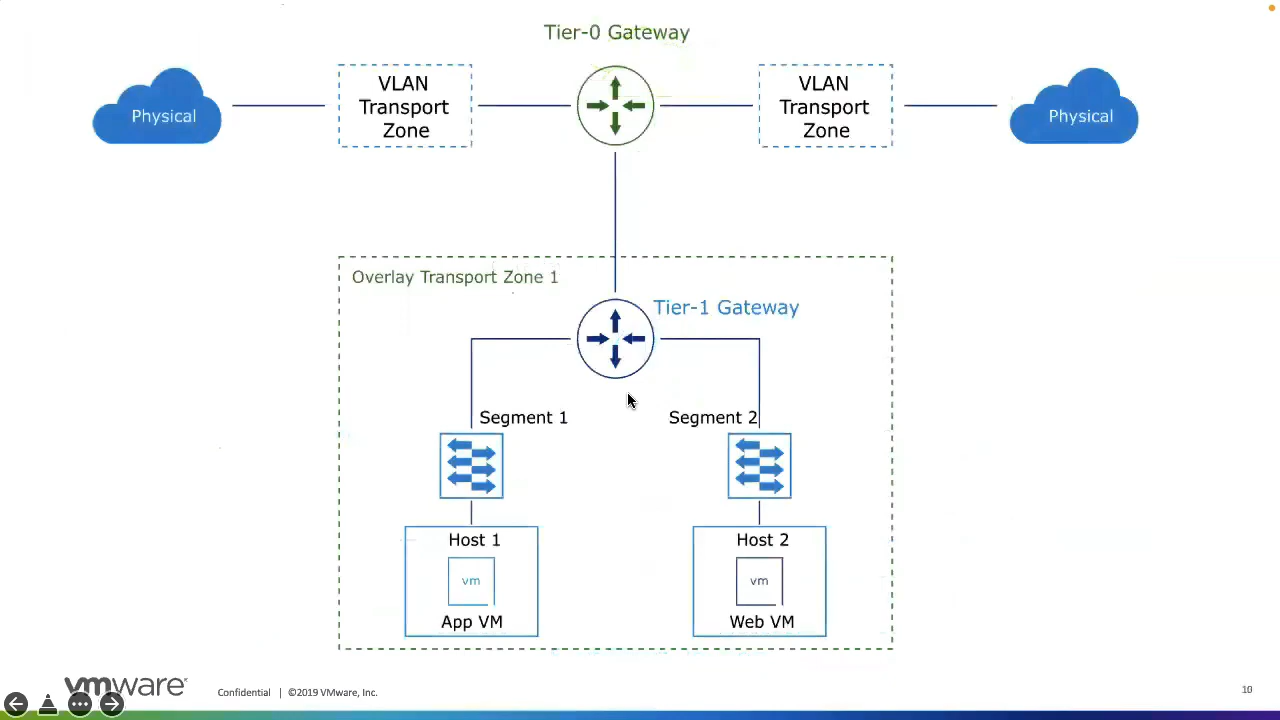 Tier-0 Gateway
Physical
VLAN
Transport
Zone
VLAN
Transport
Zone
Physical
Overlay Transport Zone 1
Tier-1 Gateway
Segment 1
Segment 2
Host 1
vm
App VM
Host 2
vm
Web VM
vmware®
Confidential | ©2019 VMware, Inc.
10